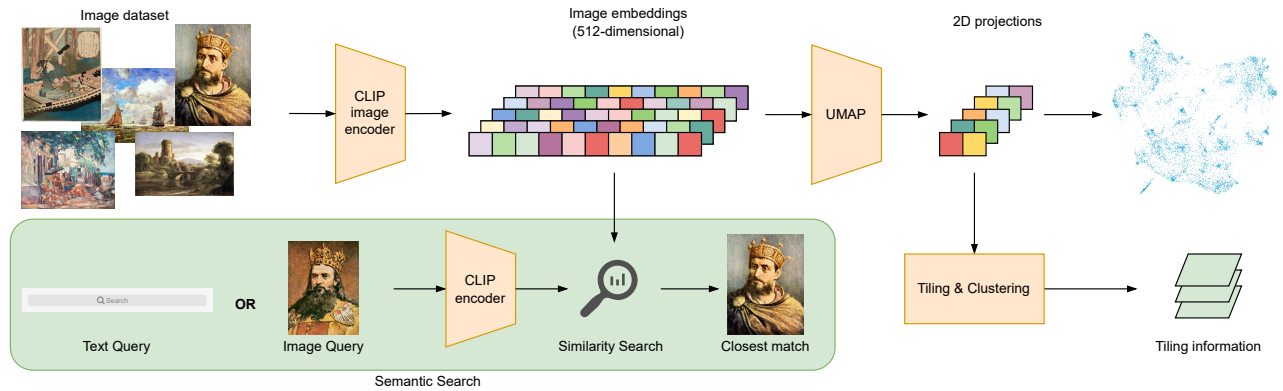 Image dataset
Image embeddings
(512-dimensional)
2D projections
CLIP
image
encoder
UMAP
CLIP
encoder
Search
OR
Tiling & Clustering
Text Query
Image Query
Similarity Search
Closest match
Tiling information
Semantic Search